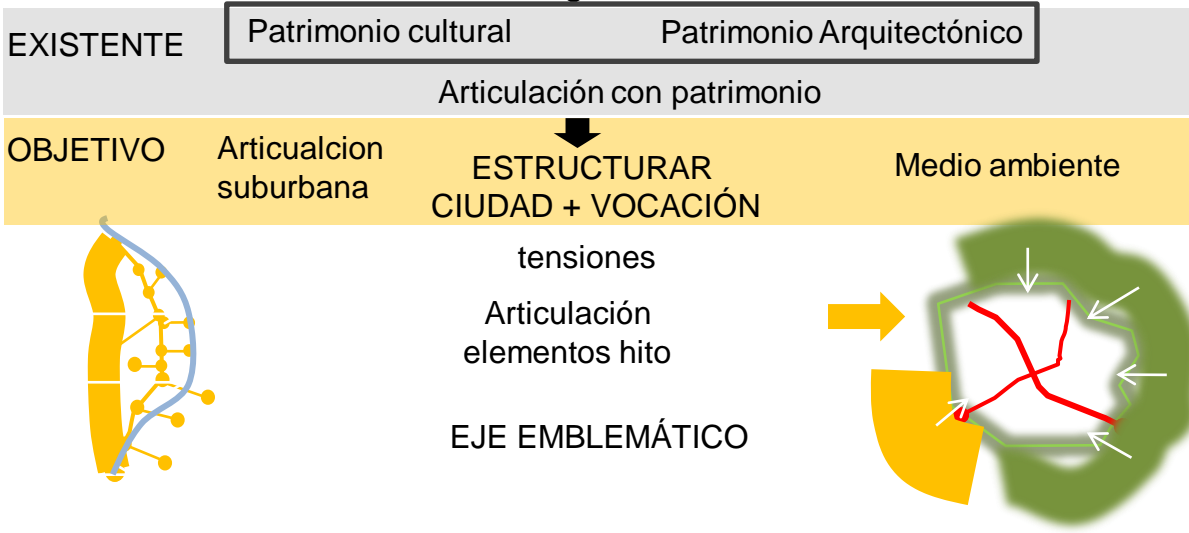 EXISTENTE
Patrimonio cultural
Patrimonio Arquitectónico
Articulación con patrimonio
OBJETIVO
Articualcion
suburbana
ESTRUCTURAR
CIUDAD + VOCACIÓN
Medio ambiente
tensiones
Articulación
elementos hito
EJE EMBLEMÁTICO